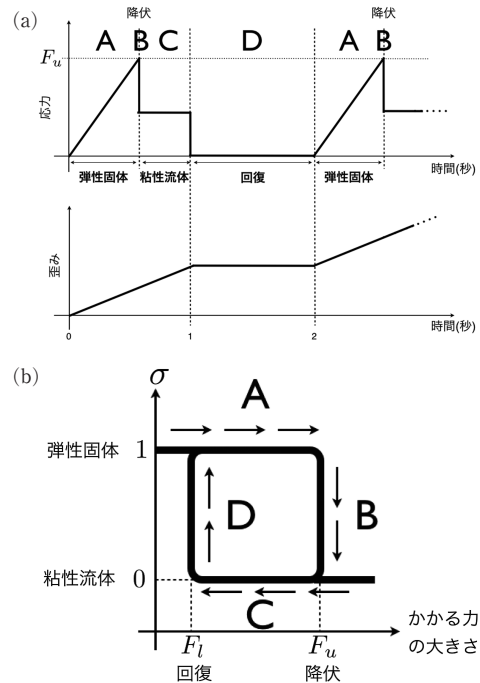 (a)
降伏
降伏
A B C D A B
F_u
応力
時間(秒)
弾性固体 粘性流体 回復 弾性固体
歪み
0 1 2
時間(秒)
(b)
σ
A
弾性固体 1
D B
粘性流体 0
C
かかる力
の大きさ
F_l F_u
回復 降伏